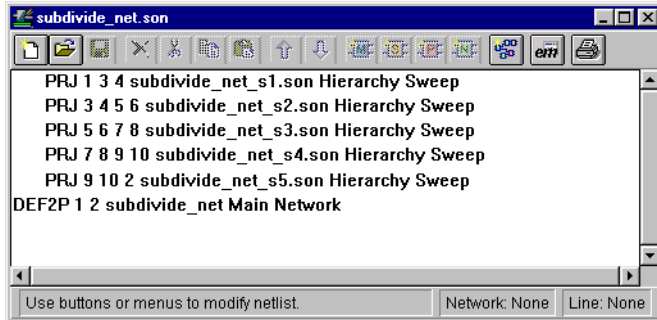 subdivide_net.son
em
PRJ 1 3 4 subdivide_net_s1.son Hierarchy Sweep
PRJ 3 4 5 6 subdivide_net_s2.son Hierarchy Sweep
PRJ 5 6 7 8 subdivide_net_s3.son Hierarchy Sweep
PRJ 7 8 9 10 subdivide_net_s4.son Hierarchy Sweep
PRJ 9 10 2 subdivide_net_s5.son Hierarchy Sweep
DEF2P 1 2 subdivide_net Main Network
Use buttons or menus to modify netlist. Network: None Line: None